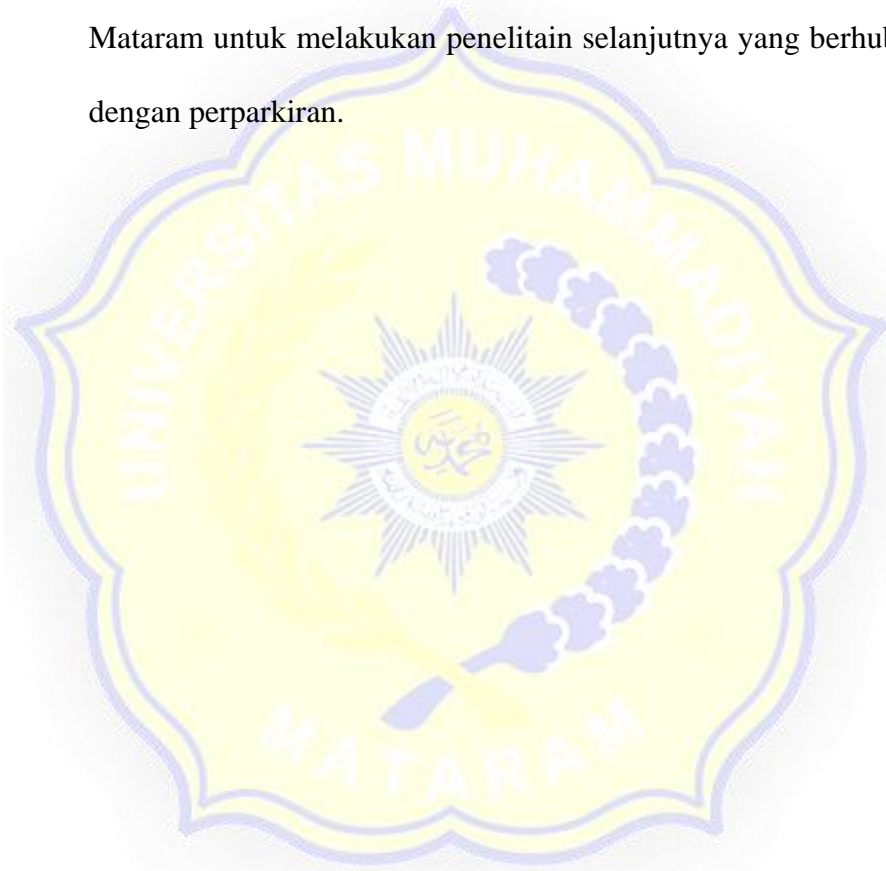 Mataram untuk melakukan penelitain selanjutnya yang berhub
dengan perparkiran.
UNIVERSITAS MUHAMMADIYAH
MATARAM